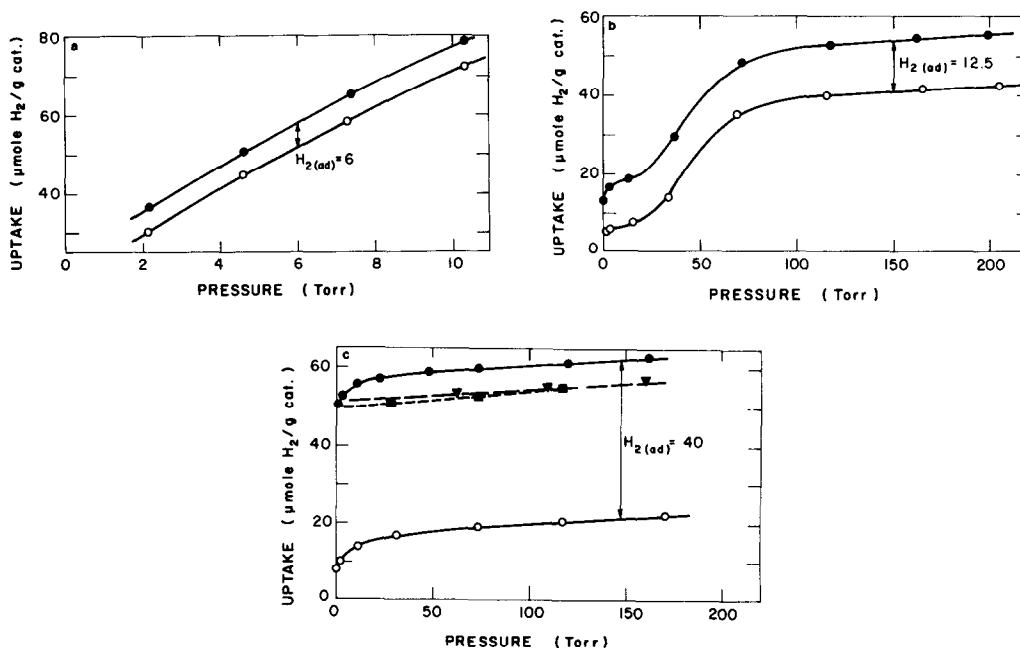 a
UPTAKE (μmole H2/g cat.)
80
60
40
H2(ad)=6
0 2 4 6 8 10
PRESSURE (Torr)
b
UPTAKE (μmole H2/g cat.)
60
40
20
0
H2(ad)=12.5
0 50 100 150 200
PRESSURE (Torr)
c
UPTAKE (μmole H2/g cat.)
60
40
20
0
H2(ad)=40
0 50 100 150 200
PRESSURE (Torr)